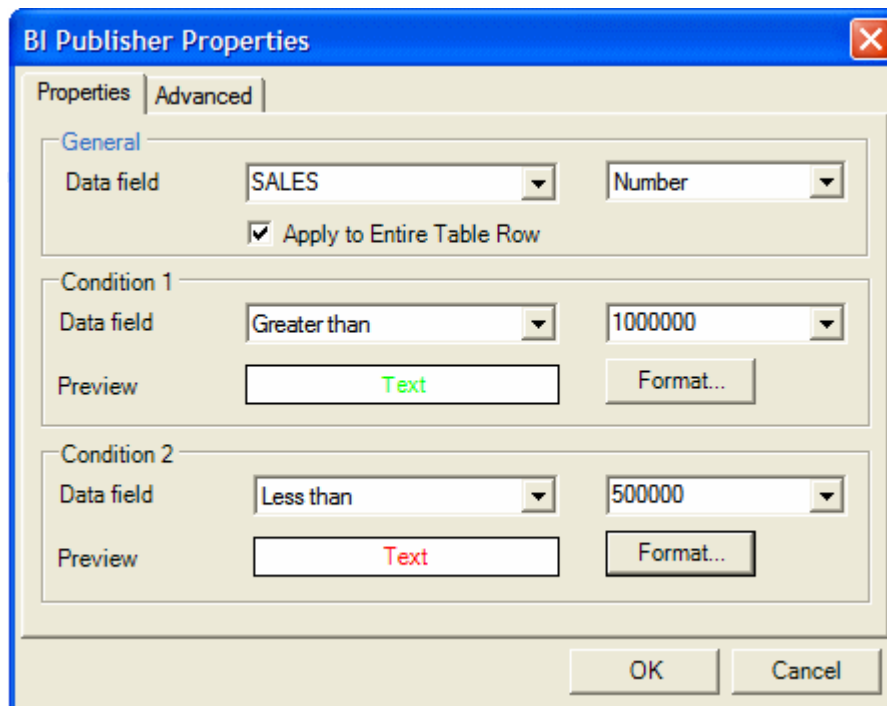 BI Publisher Properties
Properties Advanced
General
Data field SALES Number
Apply to Entire Table Row
Condition 1
Data field Greater than 1000000
Preview Text Format...
Condition 2
Data field Less than 500000
Preview Text Format...
OK Cancel